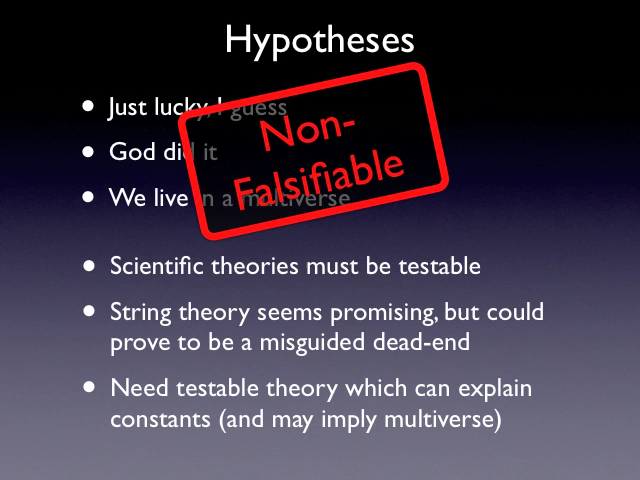 Hypotheses
• Just lucky, I guess
• God did it
• We live in a multiverse
Non-
Falsifiable
• Scientific theories must be testable
• String theory seems promising, but could
prove to be a misguided dead-end
• Need testable theory which can explain
constants (and may imply multiverse)